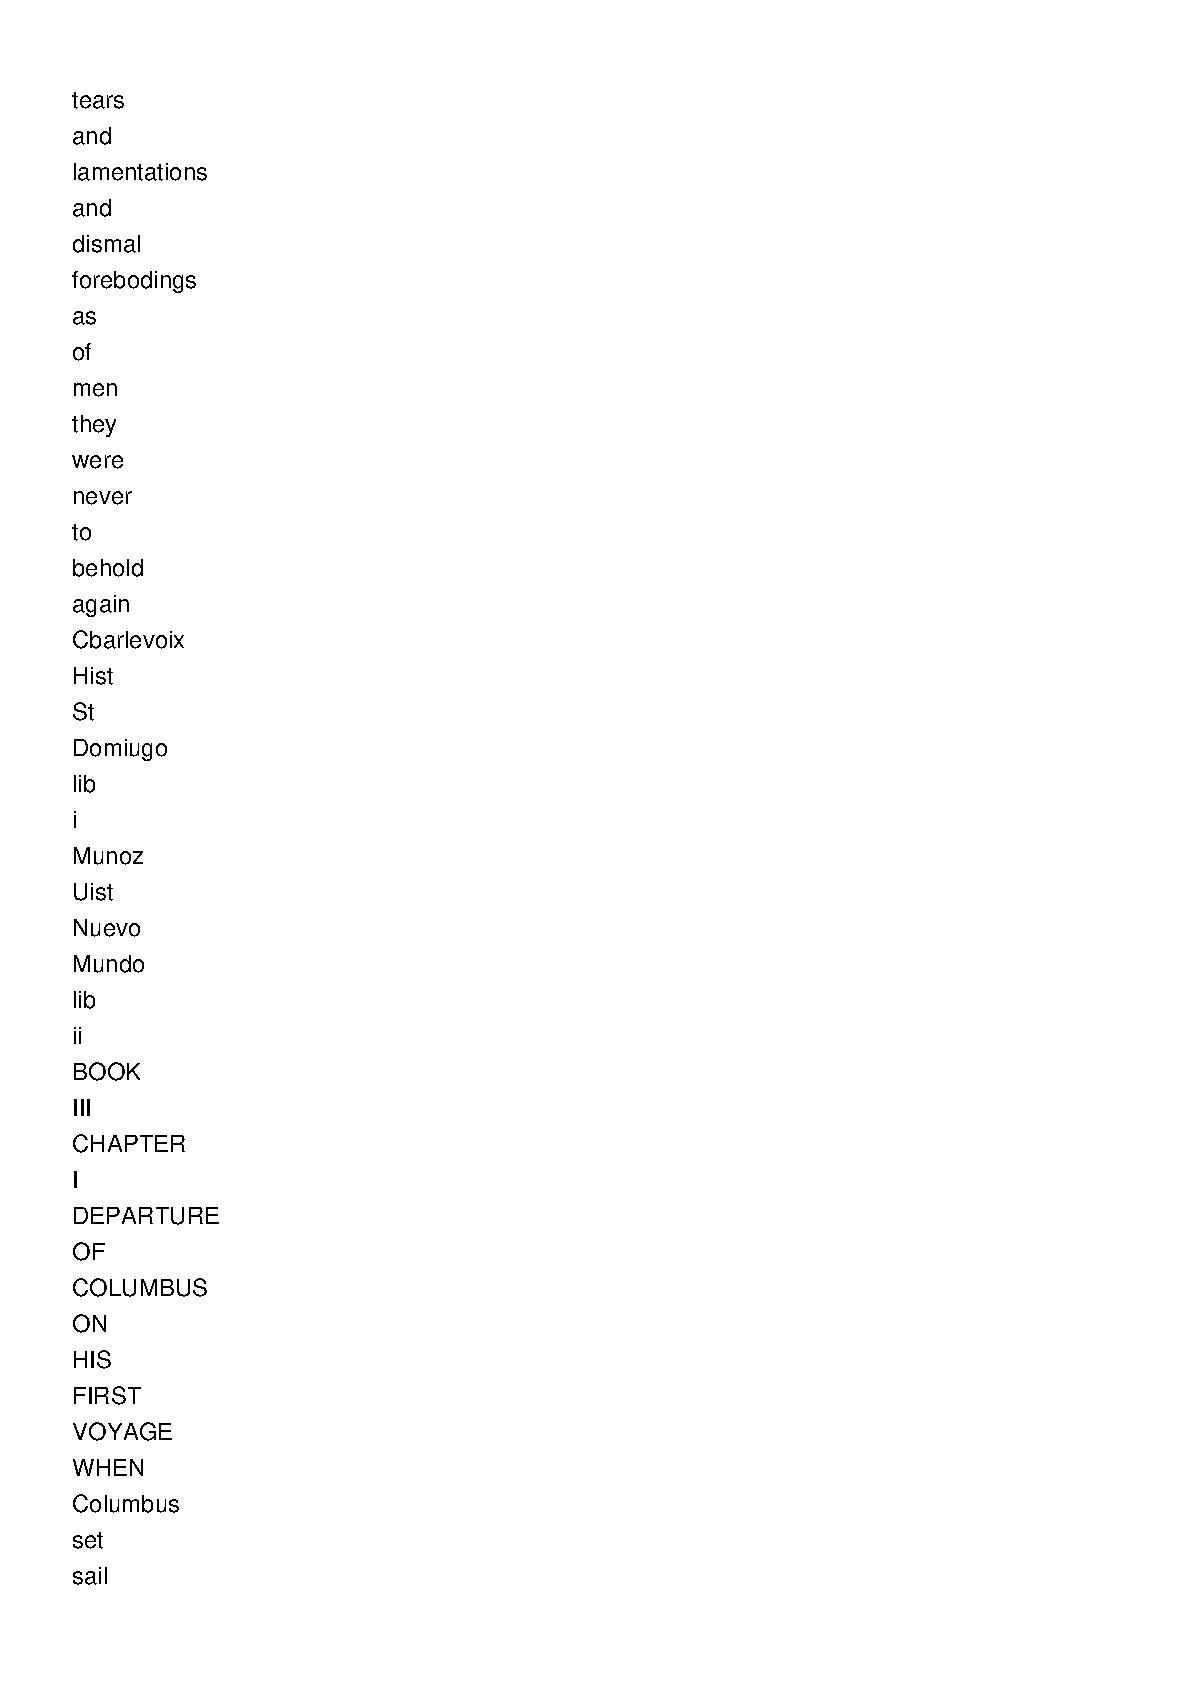 tears
and
lamentations
and
dismal
forebodings
as
of
men
they
were
never
to
behold
again
Cbarlevoix
Hist
St
Domiugo
lib
i
Munoz
Uist
Nuevo
Mundo
lib
ii
BOOK
III
CHAPTER
I
DEPARTURE
OF
COLUMBUS
ON
HIS
FIRST
VOYAGE
WHEN
Columbus
set
sail